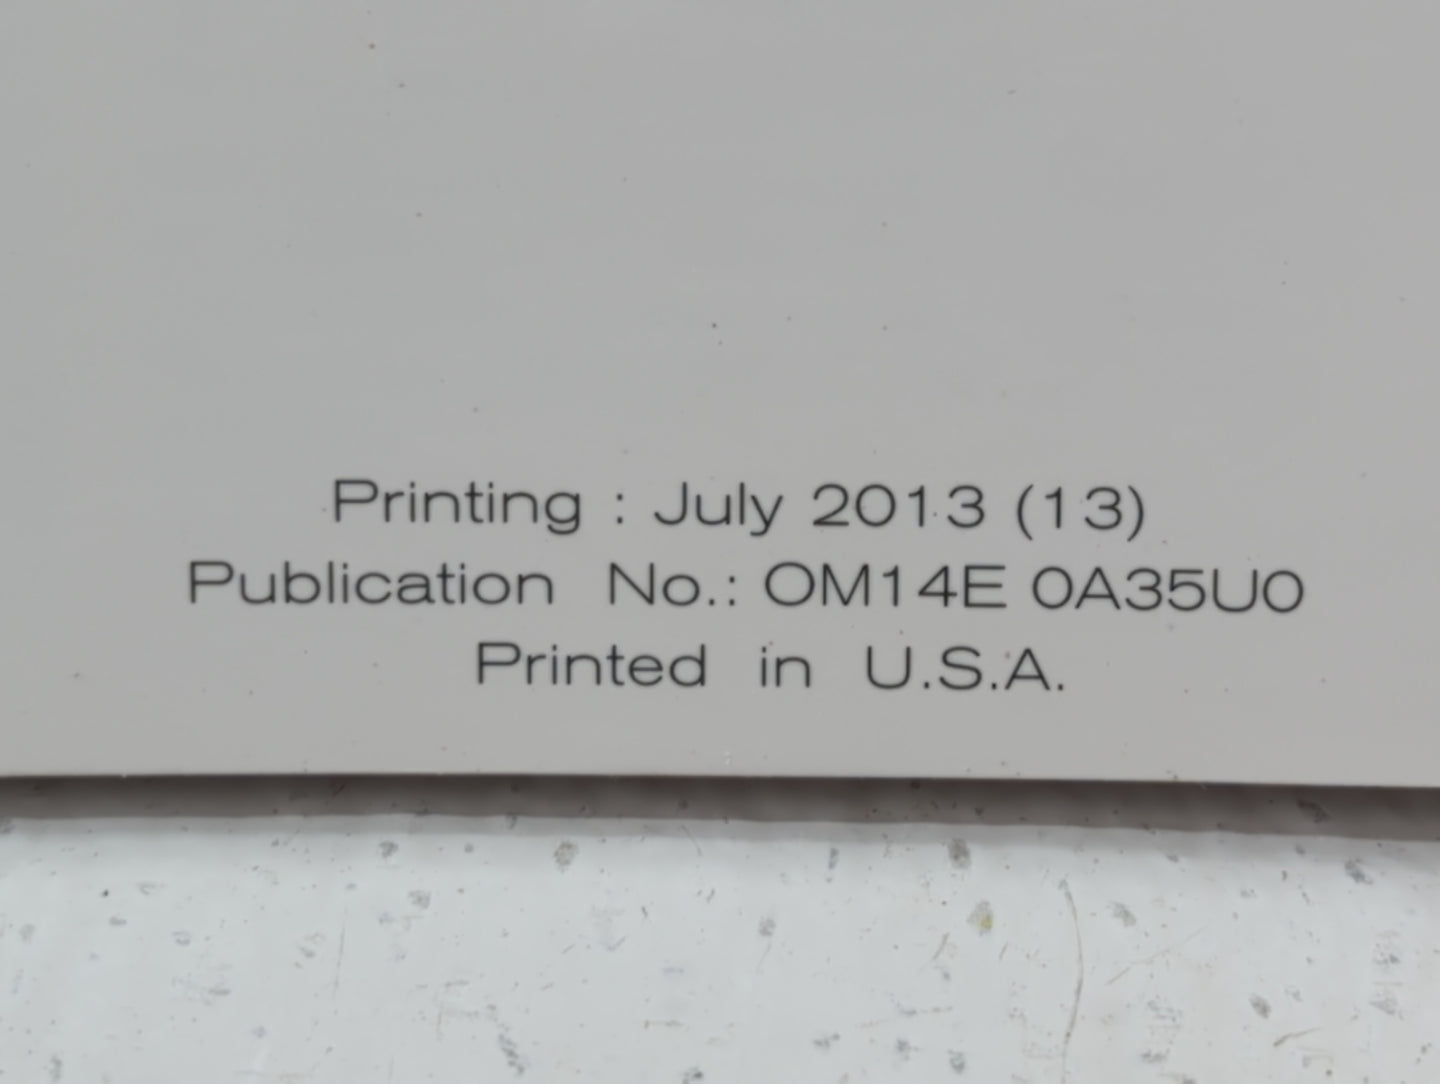 Printing : July 2013 (13)
Publication No.: OM14E 0A35U0
Printed in U.S.A.